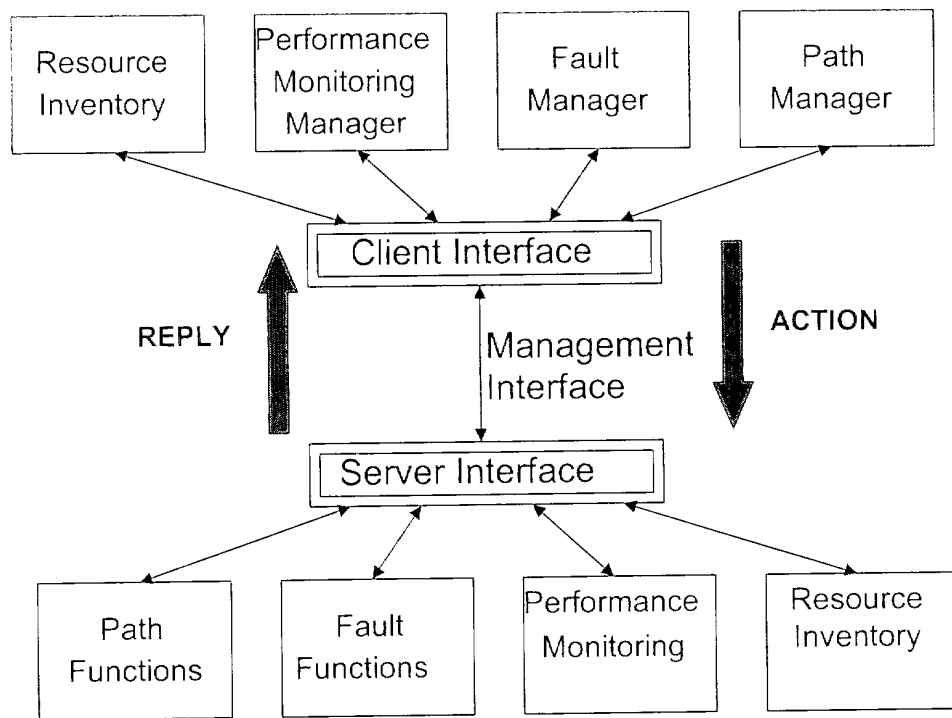 Resource
Inventory
Performance
Monitoring
Manager
Fault
Manager
Path
Manager
Client Interface
REPLY
ACTION
Management
Interface
Server Interface
Path
Functions
Fault
Functions
Performance
Monitoring
Resource
Inventory